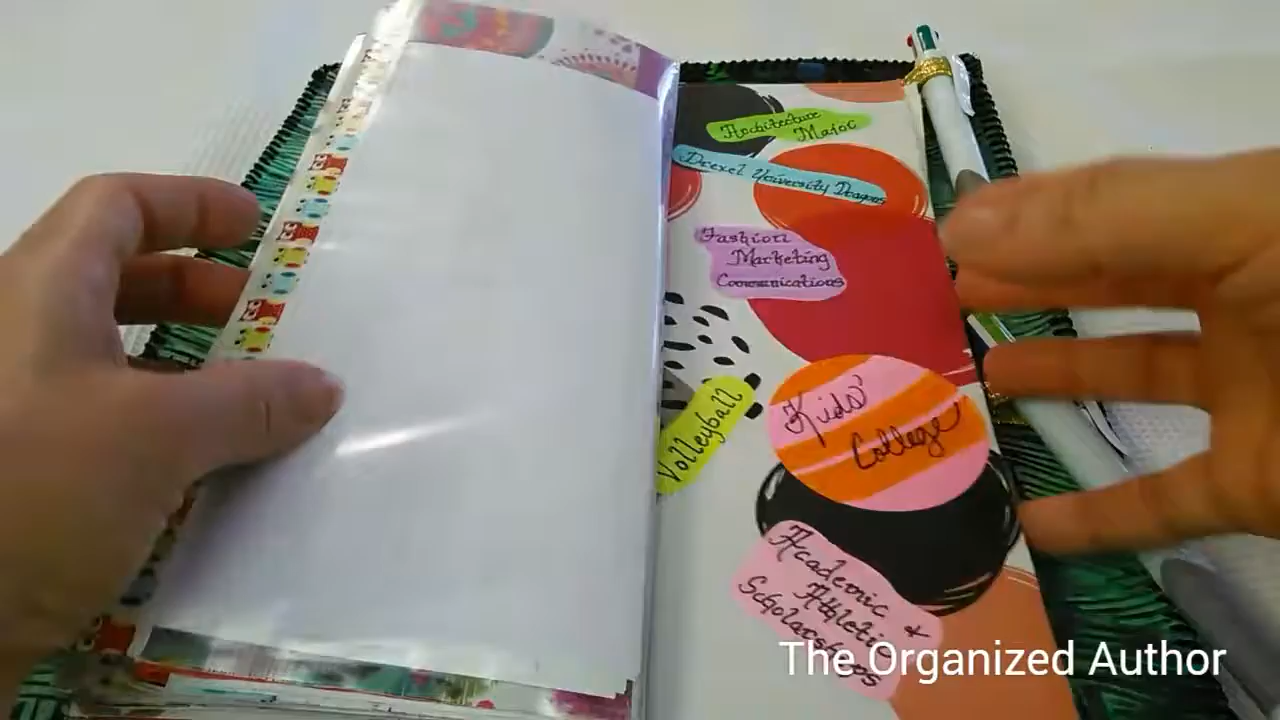 Architecture
Major
Drexel University Dragons
Fashion
Marketing
Communications
Volleyball
Kids'
College
Academic
& Athletic
Scholarships
The Organized Author